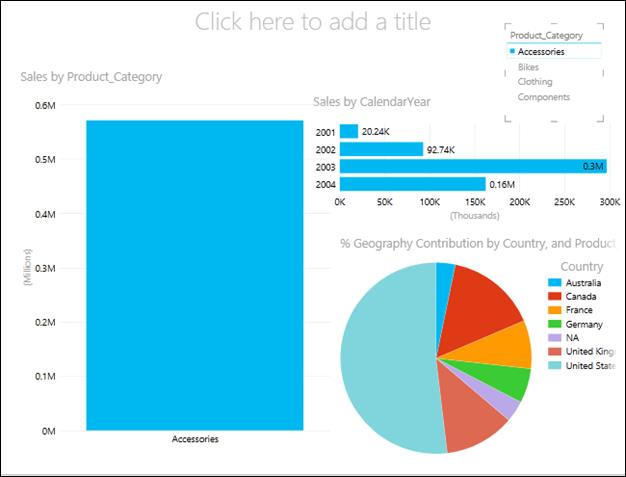 Click here to add a title
Product_Category
Accessories
Bikes
Clothing
Components
Sales by Product_Category
0.6M
0.5M
0.4M
0.3M
0.2M
0.1M
0M
(Millions)
Accessories
Sales by CalendarYear
2001 20.24K
2002 92.74K
2003 0.3M
2004 0.16M
0K 50K 100K 150K 200K 250K 300K
(Thousands)
% Geography Contribution by Country, and Product
Country
Australia
Canada
France
Germany
NA
United King
United State